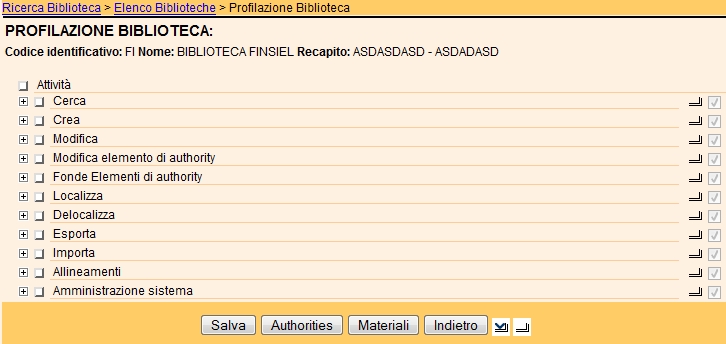 Ricerca Biblioteca > Elenco Biblioteche > Profilazione Biblioteca
PROFILAZIONE BIBLIOTECA:
Codice identificativo: FI Nome: BIBLIOTECA FINSIEL Recapito: ASDASDASD - ASDADASD
Attività
Cerca
Crea
Modifica
Modifica elemento di authority
Fonde Elementi di authority
Localizza
Delocalizza
Esporta
Importa
Allineamenti
Amministrazione sistema
Salva Authorities Materiali Indietro